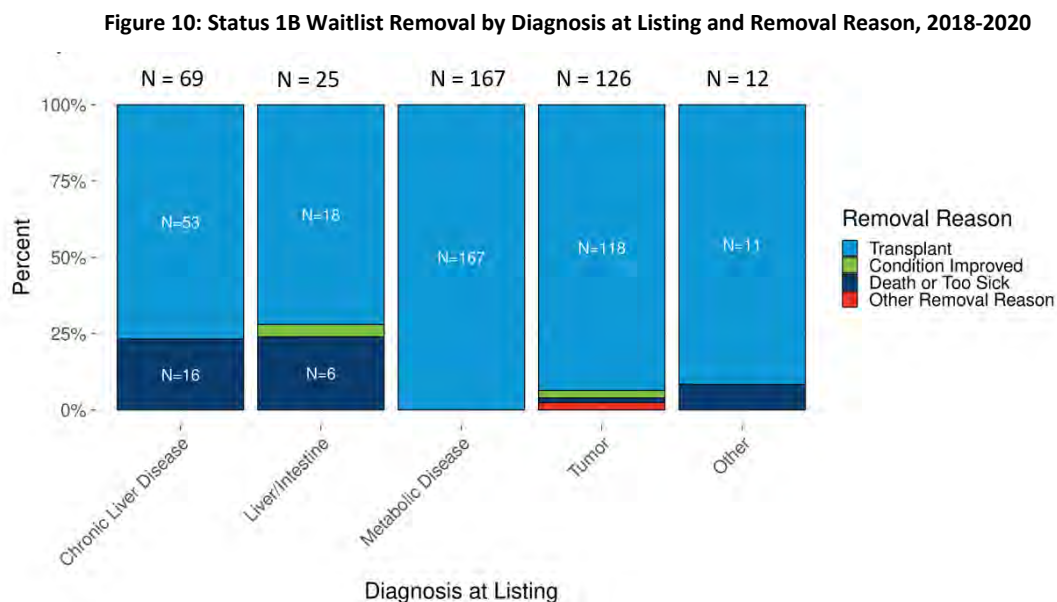 Figure 10: Status 1B Waitlist Removal by Diagnosis at Listing and Removal Reason, 2018-2020
N = 69
N = 25
N = 167
N = 126
N = 12
100%
75%
50%
25%
0%
Percent
N=53
N=18
N=167
N=118
N=11
N=16
N=6
Removal Reason
Transplant
Condition Improved
Death or Too Sick
Other Removal Reason
Chronic Liver Disease
Liver/Intestine
Metabolic Disease
Tumor
Other
Diagnosis at Listing